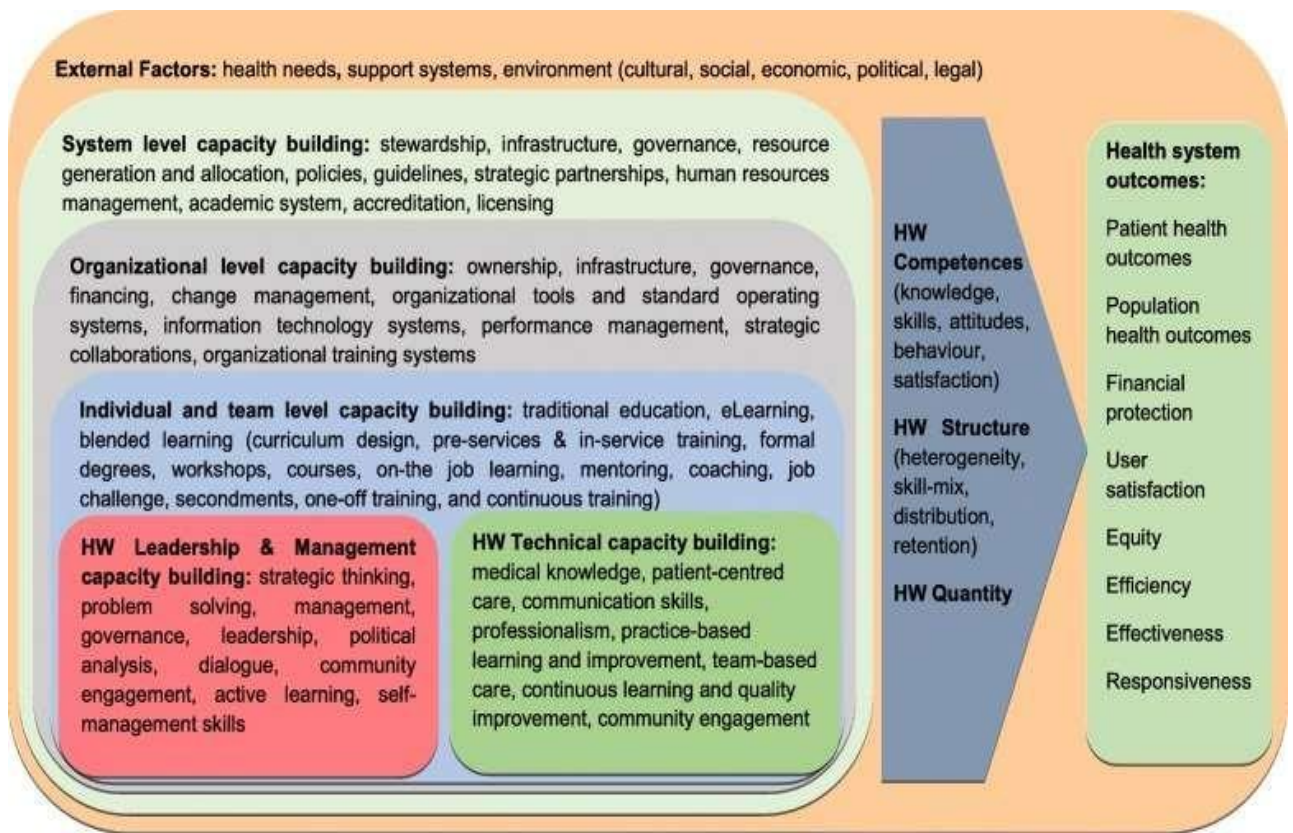 External Factors: health needs, support systems, environment (cultural, social, economic, political, legal)
System level capacity building: stewardship, infrastructure, governance, resource
generation and allocation, policies, guidelines, strategic partnerships, human resources
management, academic system, accreditation, licensing
Organizational level capacity building: ownership, infrastructure, governance,
financing, change management, organizational tools and standard operating
systems, information technology systems, performance management, strategic
collaborations, organizational training systems
Individual and team level capacity building: traditional education, eLearning,
blended learning (curriculum design, pre-services & in-service training, formal
degrees, workshops, courses, on-the job learning, mentoring, coaching, job
challenge, secondments, one-off training, and continuous training)
HW Leadership & Management
capacity building: strategic thinking,
problem solving, management,
governance, leadership, political
analysis, dialogue, community
engagement, active learning, self-
management skills
HW Technical capacity building:
medical knowledge, patient-centred
care, communication skills,
professionalism, practice-based
learning and improvement, team-based
care, continuous learning and quality
improvement, community engagement
HW
Competences
(knowledge,
skills, attitudes,
behaviour,
satisfaction)
HW Structure
(heterogeneity,
skill-mix,
distribution,
retention)
HW Quantity
Health system
outcomes:
Patient health
outcomes
Population
health outcomes
Financial
protection
User
satisfaction
Equity
Efficiency
Effectiveness
Responsiveness